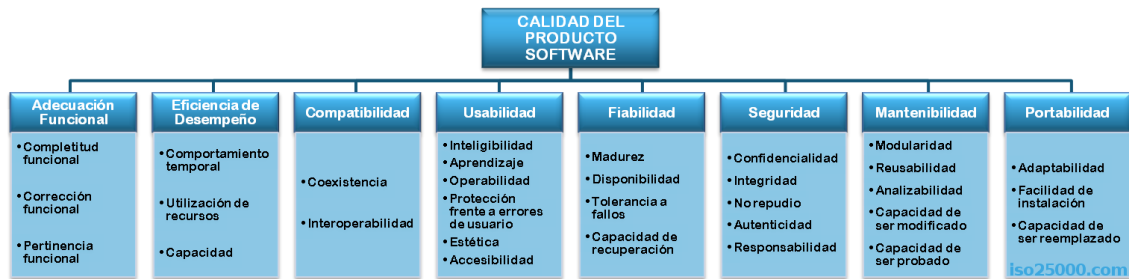 CALIDAD DEL
PRODUCTO
SOFTWARE
Adecuación
Funcional
• Completitud
funcional
• Corrección
funcional
• Pertinencia
funcional
Eficiencia de
Desempeño
• Comportamiento
temporal
• Utilización de
recursos
• Capacidad
Compatibilidad
• Coexistencia
• Interoperabilidad
Usabilidad
• Inteligibilidad
• Aprendizaje
• Operabilidad
• Protección
frente a errores
de usuario
• Estética
• Accesibilidad
Fiabilidad
• Madurez
• Disponibilidad
• Tolerancia a
fallos
• Capacidad de
recuperación
Seguridad
• Confidencialidad
• Integridad
• No repudio
• Autenticidad
• Responsabilidad
Mantenibilidad
• Modularidad
• Reusabilidad
• Analizabilidad
• Capacidad de
ser modificado
• Capacidad de
ser probado
Portabilidad
• Adaptabilidad
• Facilidad de
instalación
• Capacidad de
ser reemplazado
iso25000.com